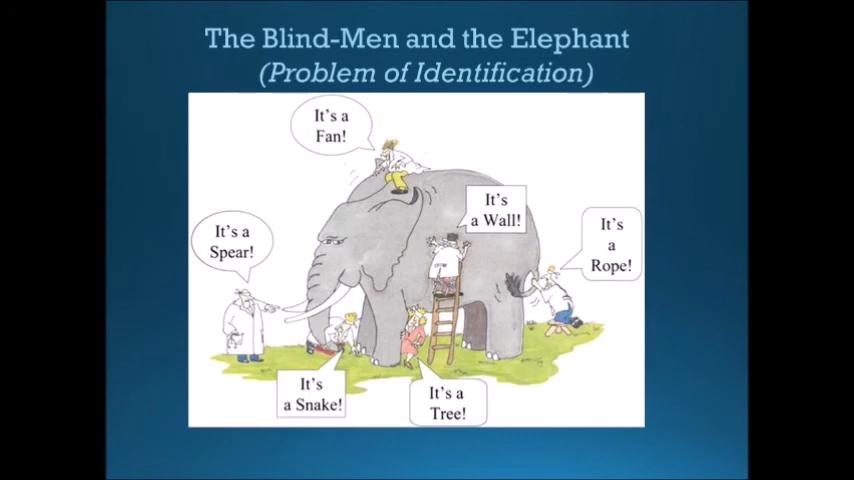 The Blind-Men and the Elephant
(Problem of Identification)
It's a
Fan!
It's
a Wall!
It's
a
Rope!
It's a
Spear!
It's
a Snake!
It's a
Tree!